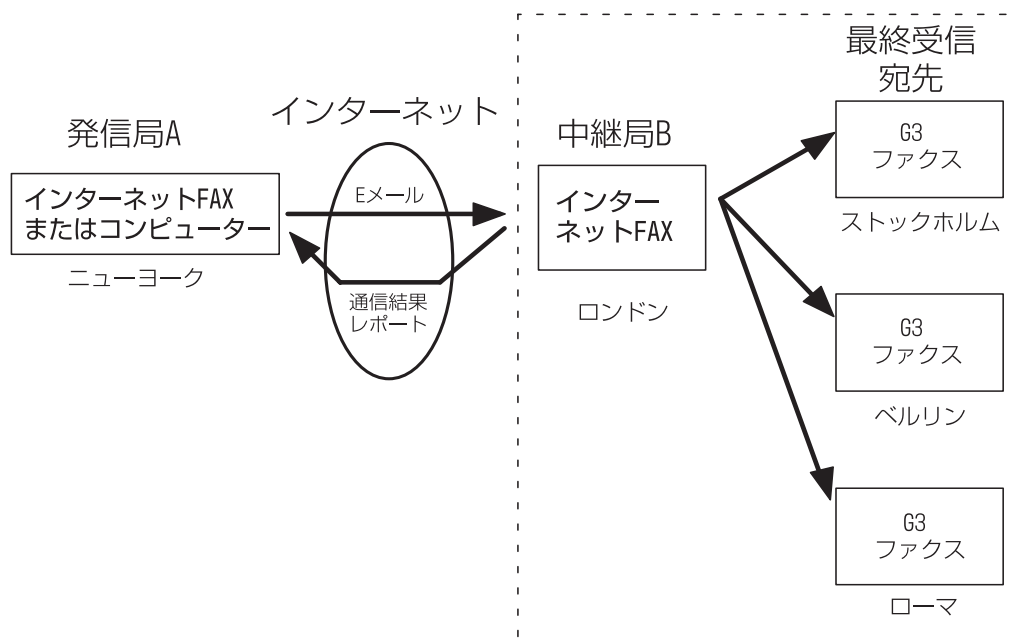 発信局A
インターネットFAX
またはコンピューター
ニューヨーク
インターネット
Eメール
通信結果
レポート
中継局B
インター
ネットFAX
ロンドン
最終受信
宛先
G3
ファクス
ストックホルム
G3
ファクス
ベルリン
G3
ファクス
ローマ